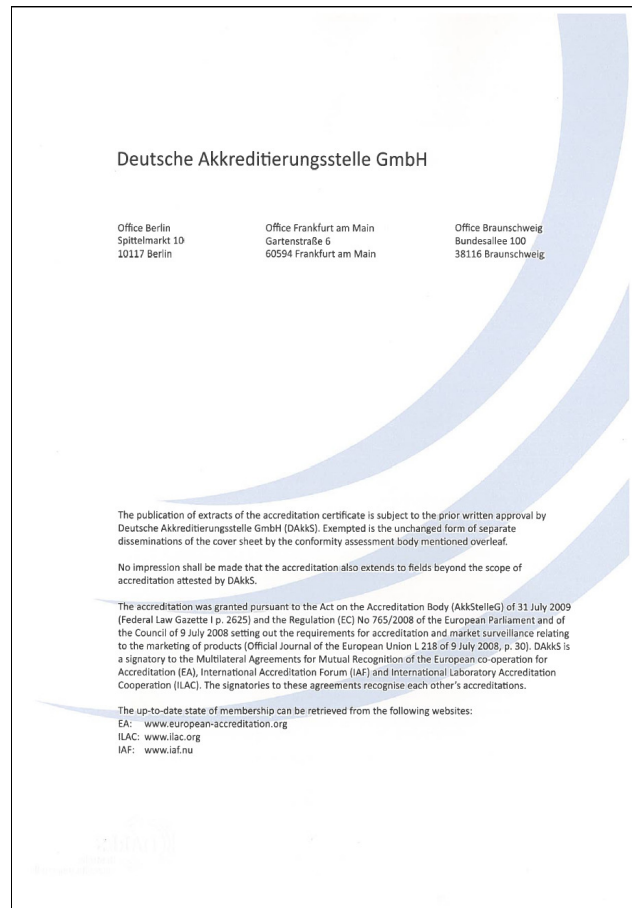 Deutsche Akkreditierungsstelle GmbH
Office Berlin
Spittelmarkt 10
10117 Berlin
Office Frankfurt am Main
Gartenstraße 6
60594 Frankfurt am Main
Office Braunschweig
Bundesallee 100
38116 Braunschweig
The publication of extracts of the accreditation certificate is subject to the prior written approval by
Deutsche Akkreditierungsstelle GmbH (DAkkS). Exempted is the unchanged form of separate
disseminations of the cover sheet by the conformity assessment body mentioned overleaf.
No impression shall be made that the accreditation also extends to fields beyond the scope of
accreditation attested by DAkkS.
The accreditation was granted pursuant to the Act on the Accreditation Body (AkkStelleG) of 31 July 2009
(Federal Law Gazette I p. 2625) and the Regulation (EC) No 765/2008 of the European Parliament and of
the Council of 9 July 2008 setting out the requirements for accreditation and market surveillance relating
to the marketing of products (Official Journal of the European Union L 218 of 9 July 2008, p. 30). DAkkS is
a signatory to the Multilateral Agreements for Mutual Recognition of the European co-operation for
Accreditation (EA), International Accreditation Forum (IAF) and International Laboratory Accreditation
Cooperation (ILAC). The signatories to these agreements recognise each other's accreditations.
The up-to-date state of membership can be retrieved from the following websites:
EA: www.european-accreditation.org
ILAC: www.ilac.org
IAF: www.iaf.nu